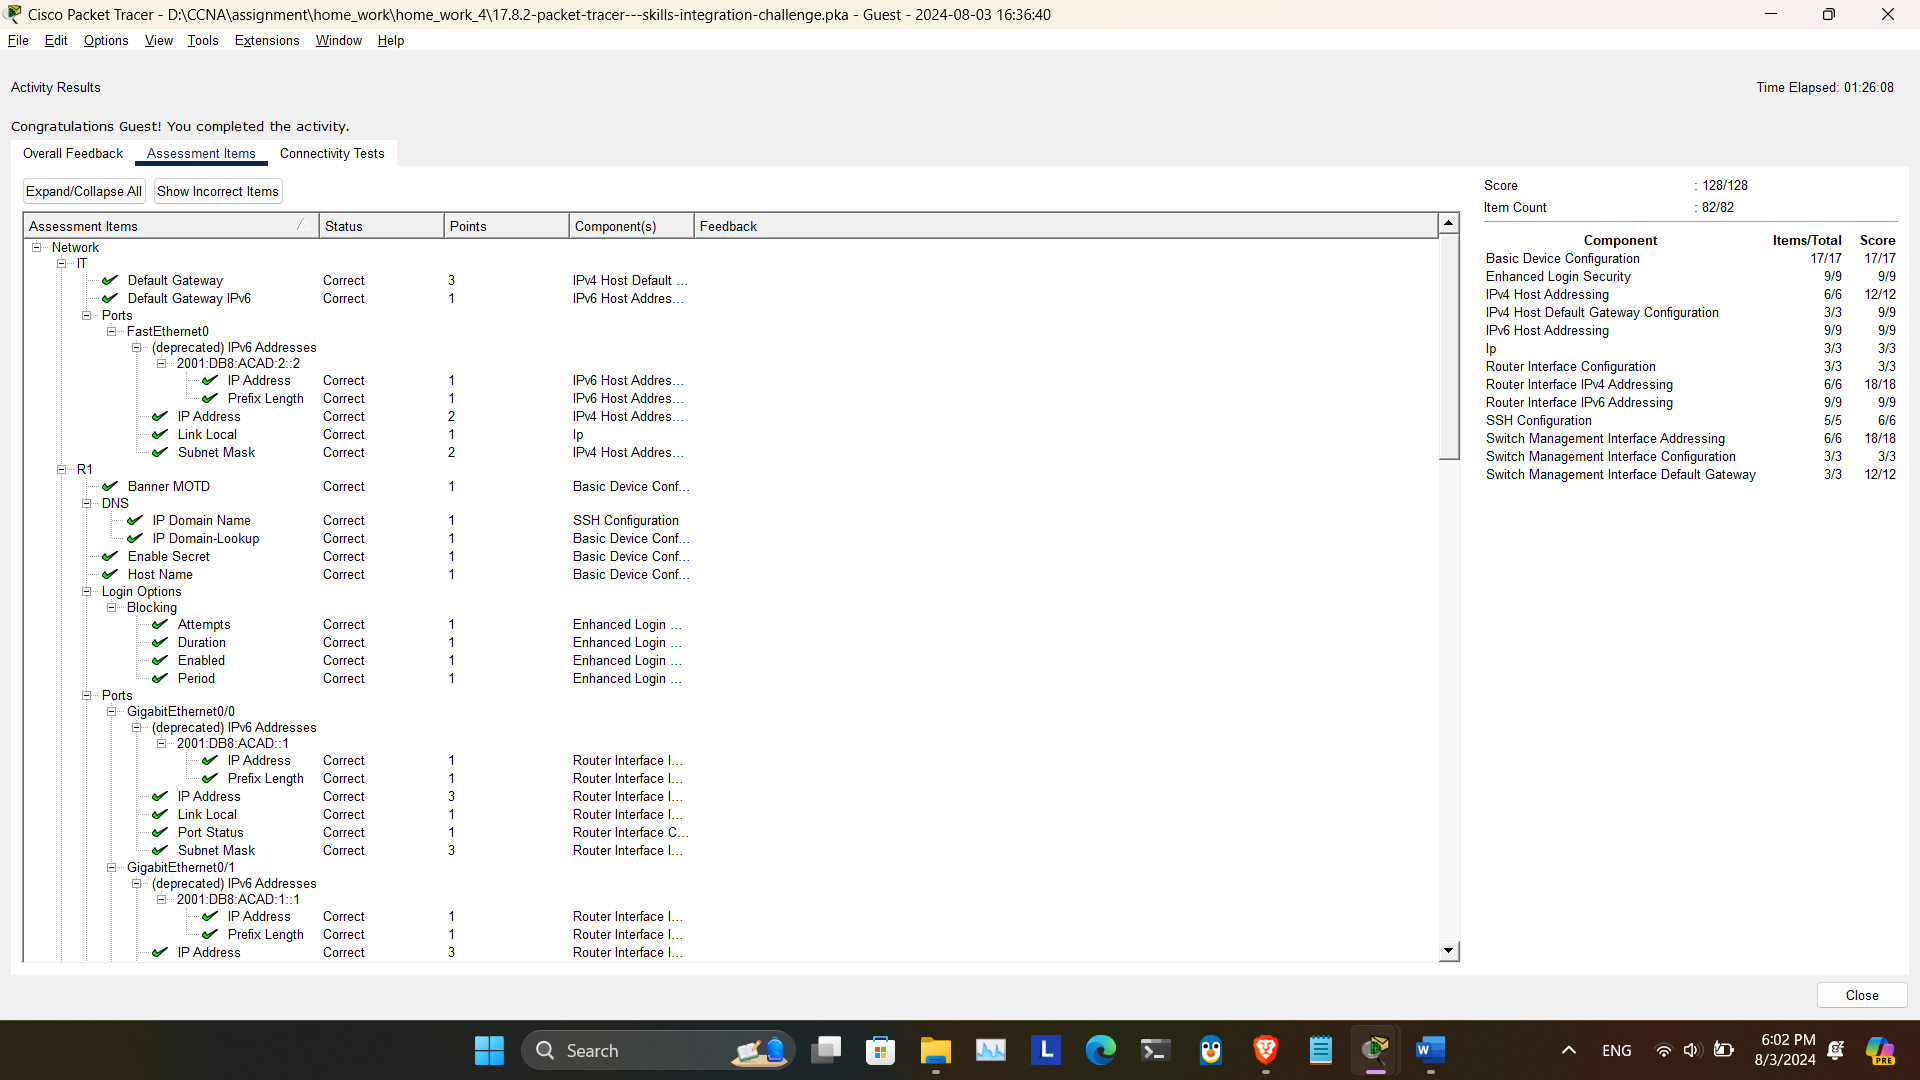 Cisco Packet Tracer - D:\CCNA\assignment\home_work\home_work_4\17.8.2-packet-tracer---skills-integration-challenge.pka - Guest - 2024-08-03 16:36:40
File Edit Options View Tools Extensions Window Help
Activity Results
Time Elapsed: 01:26:08
Congratulations Guest! You completed the activity.
Overall Feedback Assessment Items Connectivity Tests
Expand/Collapse All Show Incorrect Items
Assessment Items Status Points Component(s) Feedback
Network
IT
Default Gateway Correct 3 IPv4 Host Default ...
Default Gateway IPv6 Correct 1 IPv6 Host Addres...
Ports
FastEthernet0
(deprecated) IPv6 Addresses
2001:DB8:ACAD:2::2
IP Address Correct 1 IPv6 Host Addres...
Prefix Length Correct 1 IPv6 Host Addres...
IP Address Correct 2 IPv4 Host Addres...
Link Local Correct 1 Ip
Subnet Mask Correct 2 IPv4 Host Addres...
R1
Banner MOTD Correct 1 Basic Device Conf...
DNS
IP Domain Name Correct 1 SSH Configuration
IP Domain-Lookup Correct 1 Basic Device Conf...
Enable Secret Correct 1 Basic Device Conf...
Host Name Correct 1 Basic Device Conf...
Login Options
Blocking
Attempts Correct 1 Enhanced Login ...
Duration Correct 1 Enhanced Login ...
Enabled Correct 1 Enhanced Login ...
Period Correct 1 Enhanced Login ...
Ports
GigabitEthernet0/0
(deprecated) IPv6 Addresses
2001:DB8:ACAD::1
IP Address Correct 1 Router Interface I...
Prefix Length Correct 1 Router Interface I...
IP Address Correct 3 Router Interface I...
Link Local Correct 1 Router Interface I...
Port Status Correct 1 Router Interface C...
Subnet Mask Correct 3 Router Interface I...
GigabitEthernet0/1
(deprecated) IPv6 Addresses
2001:DB8:ACAD:1::1
IP Address Correct 1 Router Interface I...
Prefix Length Correct 1 Router Interface I...
IP Address Correct 3 Router Interface I...
Score : 128/128
Item Count : 82/82
Component Items/Total Score
Basic Device Configuration 17/17 17/17
Enhanced Login Security 9/9 9/9
IPv4 Host Addressing 6/6 12/12
IPv4 Host Default Gateway Configuration 3/3 9/9
IPv6 Host Addressing 9/9 9/9
Ip 3/3 3/3
Router Interface Configuration 3/3 3/3
Router Interface IPv4 Addressing 6/6 18/18
Router Interface IPv6 Addressing 9/9 9/9
SSH Configuration 5/5 6/6
Switch Management Interface Addressing 6/6 18/18
Switch Management Interface Configuration 3/3 3/3
Switch Management Interface Default Gateway 3/3 12/12
Close
Search
L
W
ENG
6:02 PM
8/3/2024
PRE